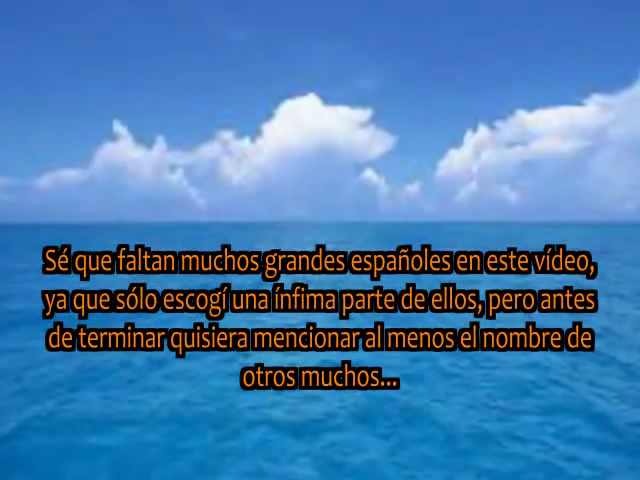 Sé que faltan muchos grandes españoles en este vídeo,
ya que sólo escogí una ínfima parte de ellos, pero antes
de terminar quisiera mencionar al menos el nombre de
otros muchos...